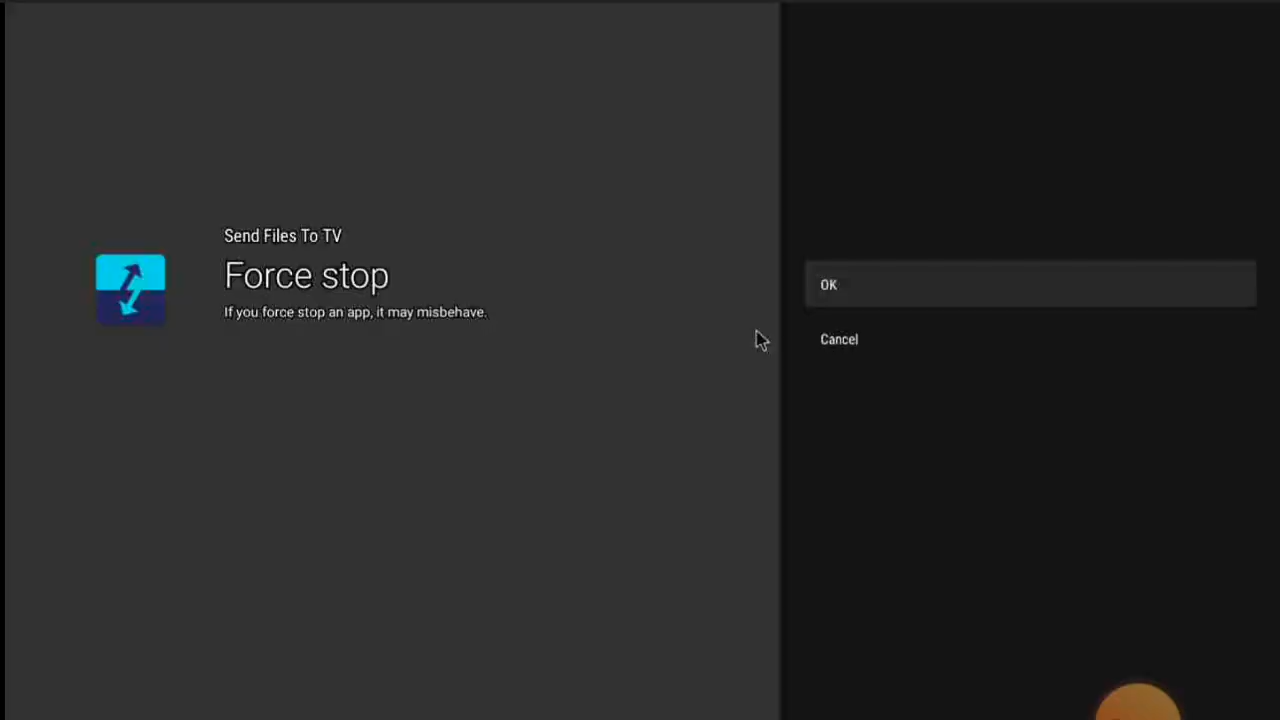 Send Files To TV
Force stop
If you force stop an app, it may misbehave.
OK
Cancel